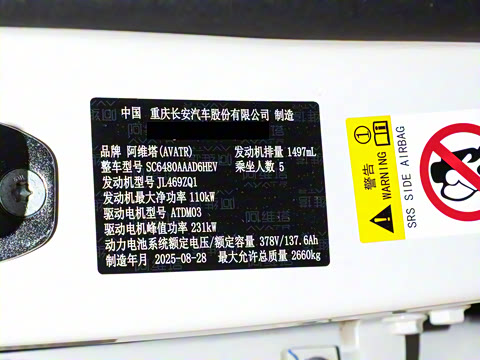 中国 重庆长安汽车股份有限公司 制造
品牌 阿维塔(AVATR) 发动机排量 1497mL
整车型号 SC6480AAAD6HEV 乘坐人数 5
发动机型号 JL469ZQ1
发动机最大净功率 110kW
驱动电机型号 ATDM03
驱动电机峰值功率 231kW
动力电池系统额定电压/额定容量 378V/137.6Ah
制造年月 2025-08-28 最大允许总质量 2660kg
警告
WARNING
SRS SIDE AIRBAG